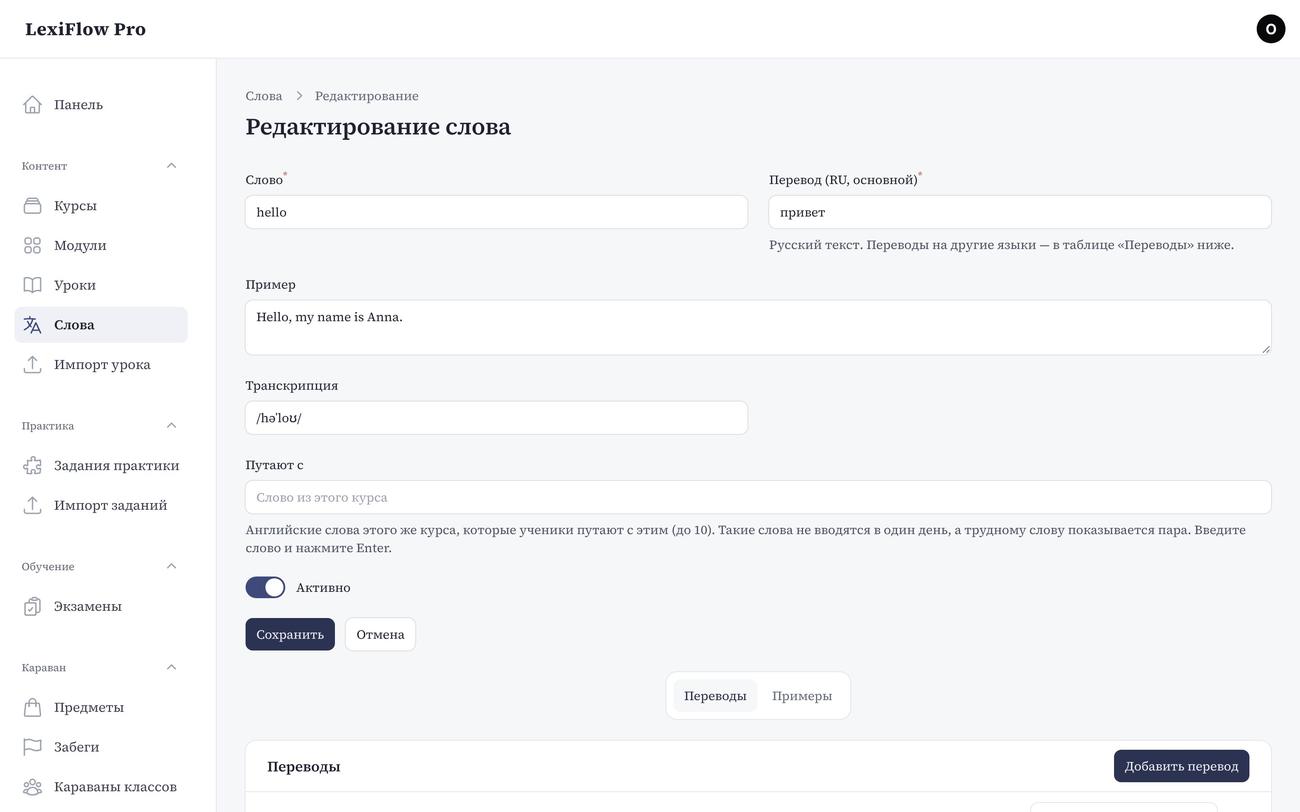 LexiFlow Pro
O
Панель
Контент
Курсы
Модули
Уроки
Слова
Импорт урока
Практика
Задания практики
Импорт заданий
Обучение
Экзамены
Караван
Предметы
Забеги
Караваны классов
Слова > Редактирование
Редактирование слова
Слово*
hello
Перевод (RU, основной)*
привет
Русский текст. Переводы на другие языки — в таблице «Переводы» ниже.
Пример
Hello, my name is Anna.
Транскрипция
/həˈloʊ/
Путают с
Слово из этого курса
Английские слова этого же курса, которые ученики путают с этим (до 10). Такие слова не вводятся в один день, а трудному слову показывается пара. Введите
слово и нажмите Enter.
Активно
Сохранить
Отмена
Переводы
Примеры
Переводы
Добавить перевод